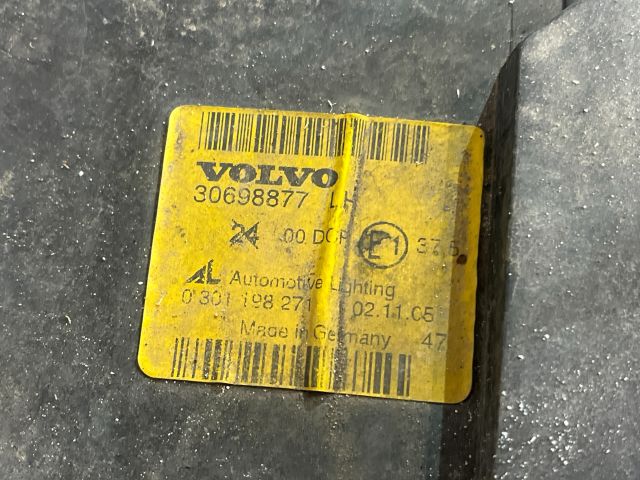 VOLVO
30698877 LH
24 00 DCR E1 37.5
AL Automotive Lighting
0 301 198 271 02.11.05
Made in Germany 47